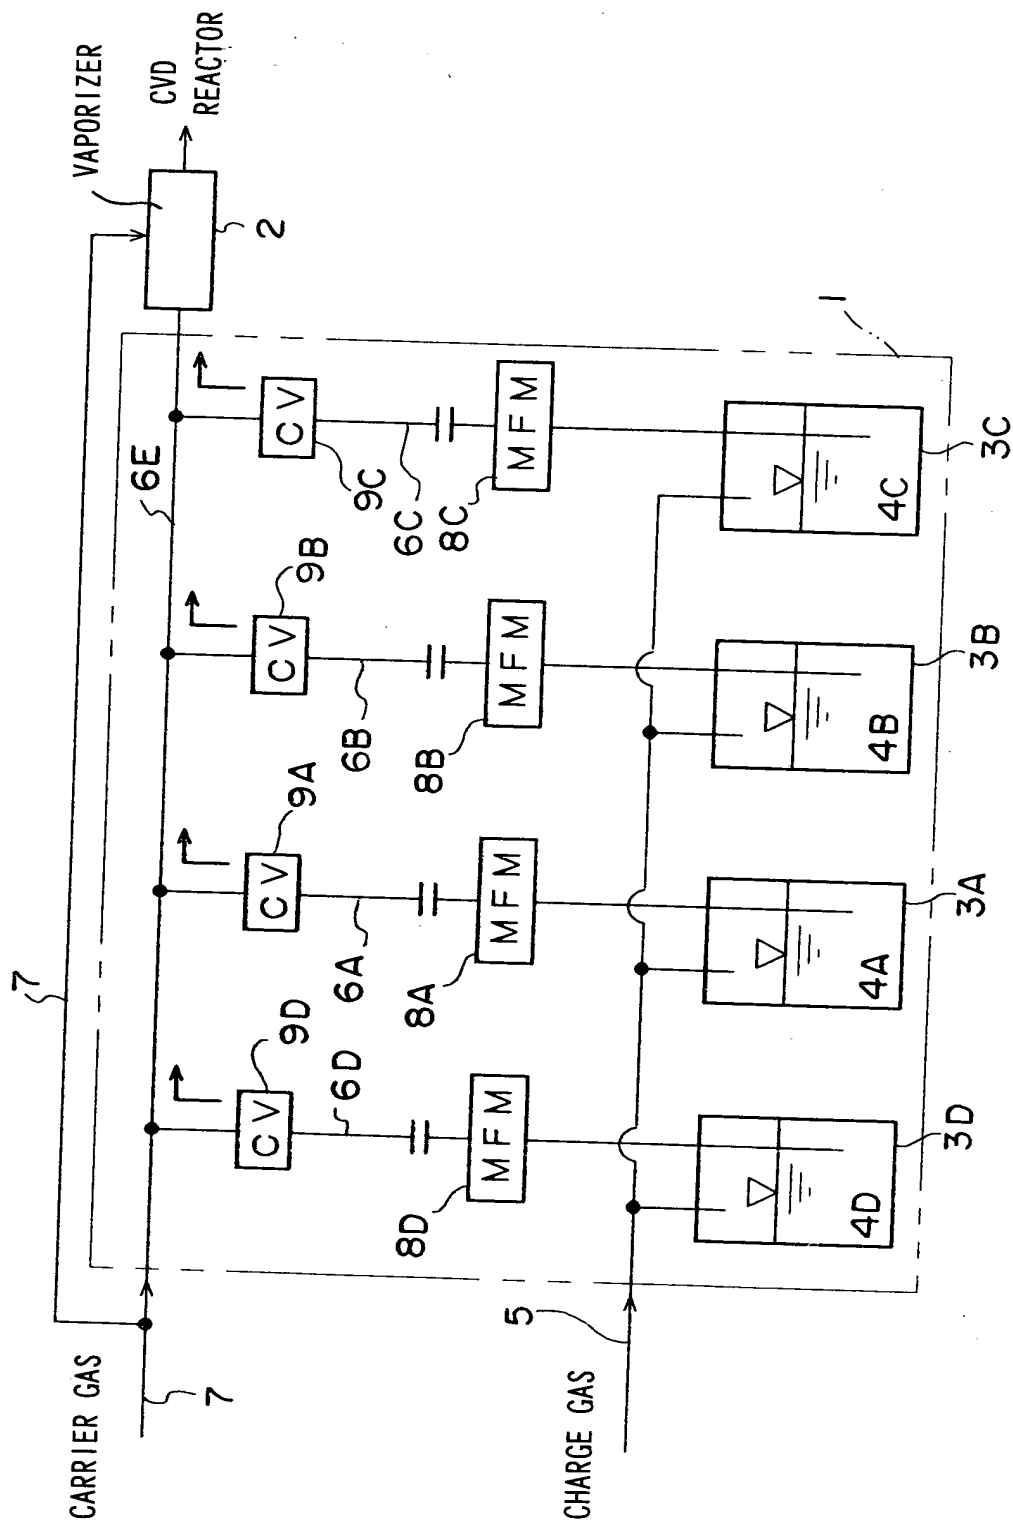 CARRIER GAS
7
7
VAPORIZER
CVD
REACTOR
2
6E
1
9D
9A
9B
9C
CV
CV
CV
CV
6D
6A
6B
6C
8D
8A
8B
8C
MFM
MFM
MFM
MFM
CHARGE GAS
5
4D
4A
4B
4C
3D
3A
3B
3C